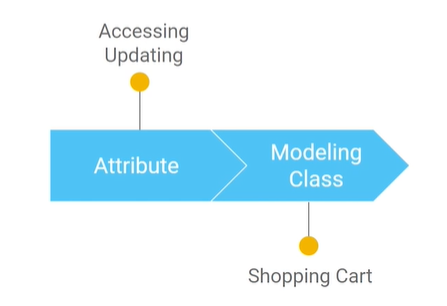 Accessing
Updating
Attribute
Modeling
Class
Shopping Cart